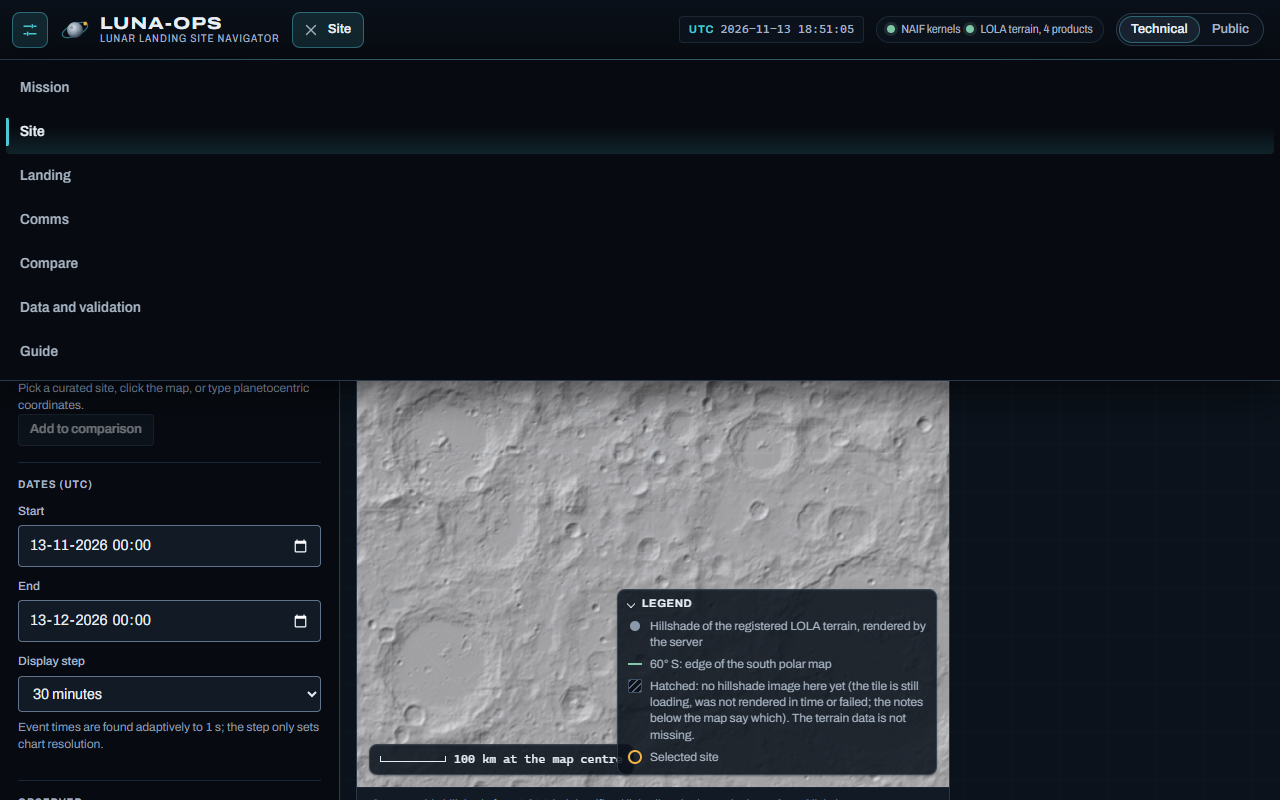 LUNA-OPS
LUNAR LANDING SITE NAVIGATOR
Site
UTC 2026-11-13 18:51:05
NAIF kernels
LOLA terrain, 4 products
Technical
Public
Mission
Site
Landing
Comms
Compare
Data and validation
Guide
Pick a curated site, click the map, or type planetocentric
coordinates.
Add to comparison
DATES (UTC)
Start
13-11-2026 00:00
End
13-12-2026 00:00
Display step
30 minutes
Event times are found adaptively to 1 s; the step only sets
chart resolution.
LEGEND
Hillshade of the registered LOLA terrain, rendered by
the server
60° S: edge of the south polar map
Hatched: no hillshade image here yet (the tile is still
loading, was not rendered in time or failed; the notes
below the map say which). The terrain data is not
missing.
Selected site
100 km at the map centre